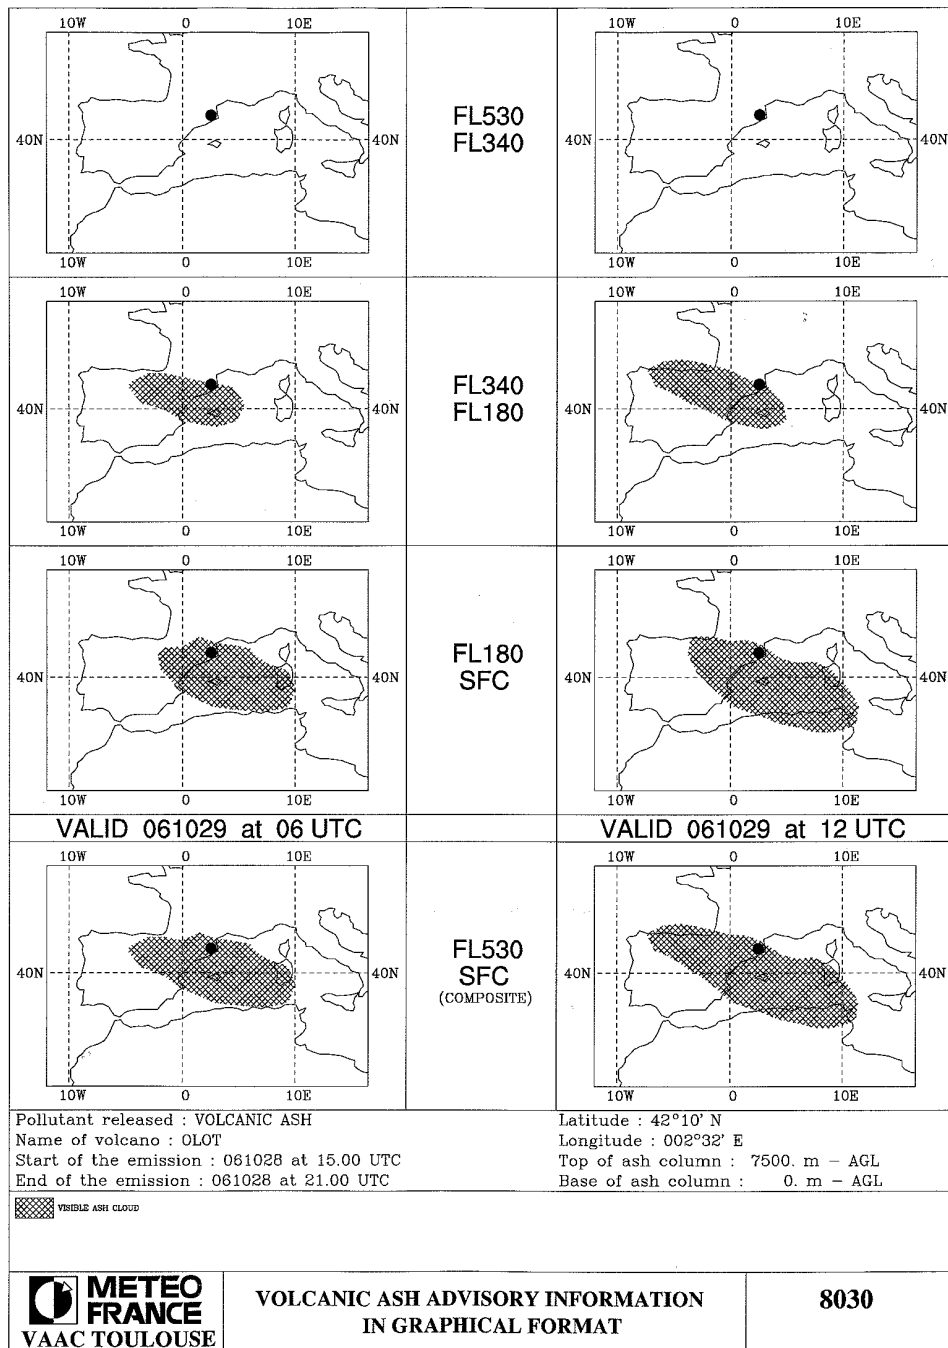 10W 0 10E
10W 0 10E
40N 40N
40N 40N
FL530
FL340
10W 0 10E
10W 0 10E
10W 0 10E
10W 0 10E
40N 40N
40N 40N
FL340
FL180
10W 0 10E
10W 0 10E
10W 0 10E
10W 0 10E
40N 40N
40N 40N
FL180
SFC
10W 0 10E
10W 0 10E
VALID 061029 at 06 UTC
VALID 061029 at 12 UTC
10W 0 10E
10W 0 10E
40N 40N
40N 40N
FL530
SFC
(COMPOSITE)
10W 0 10E
10W 0 10E
Pollutant released : VOLCANIC ASH
Name of volcano : OLOT
Start of the emission : 061028 at 15.00 UTC
End of the emission : 061028 at 21.00 UTC
Latitude : 42°10' N
Longitude : 002°32' E
Top of ash column : 7500. m – AGL
Base of ash column : 0. m – AGL
VISIBLE ASH CLOUD
METEO
FRANCE
VAAC TOULOUSE
VOLCANIC ASH ADVISORY INFORMATION
IN GRAPHICAL FORMAT
8030